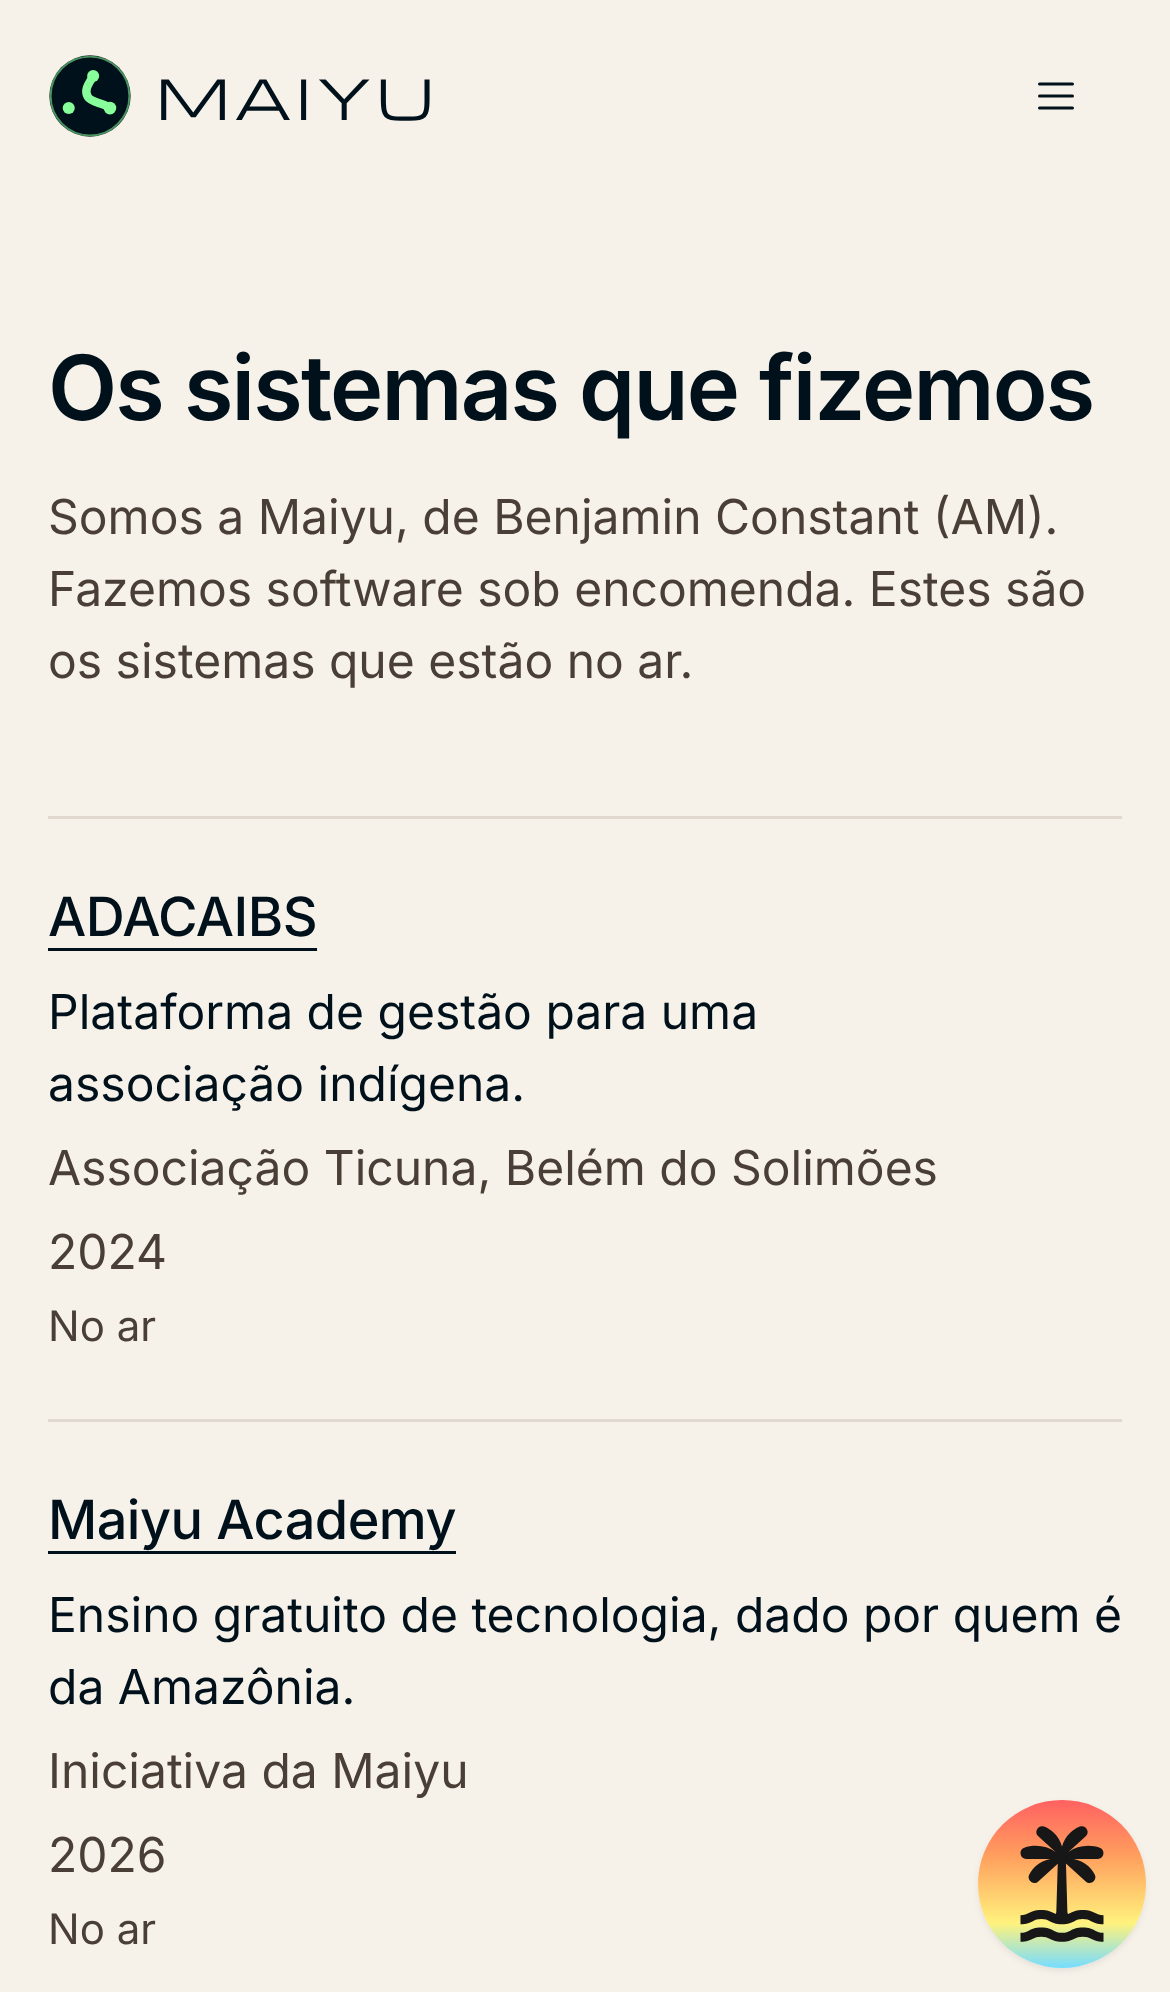 MAIYU
Os sistemas que fizemos
Somos a Maiyu, de Benjamin Constant (AM).
Fazemos software sob encomenda. Estes são
os sistemas que estão no ar.
ADACAIBS
Plataforma de gestão para uma
associação indígena.
Associação Ticuna, Belém do Solimões
2024
No ar
Maiyu Academy
Ensino gratuito de tecnologia, dado por quem é
da Amazônia.
Iniciativa da Maiyu
2026
No ar